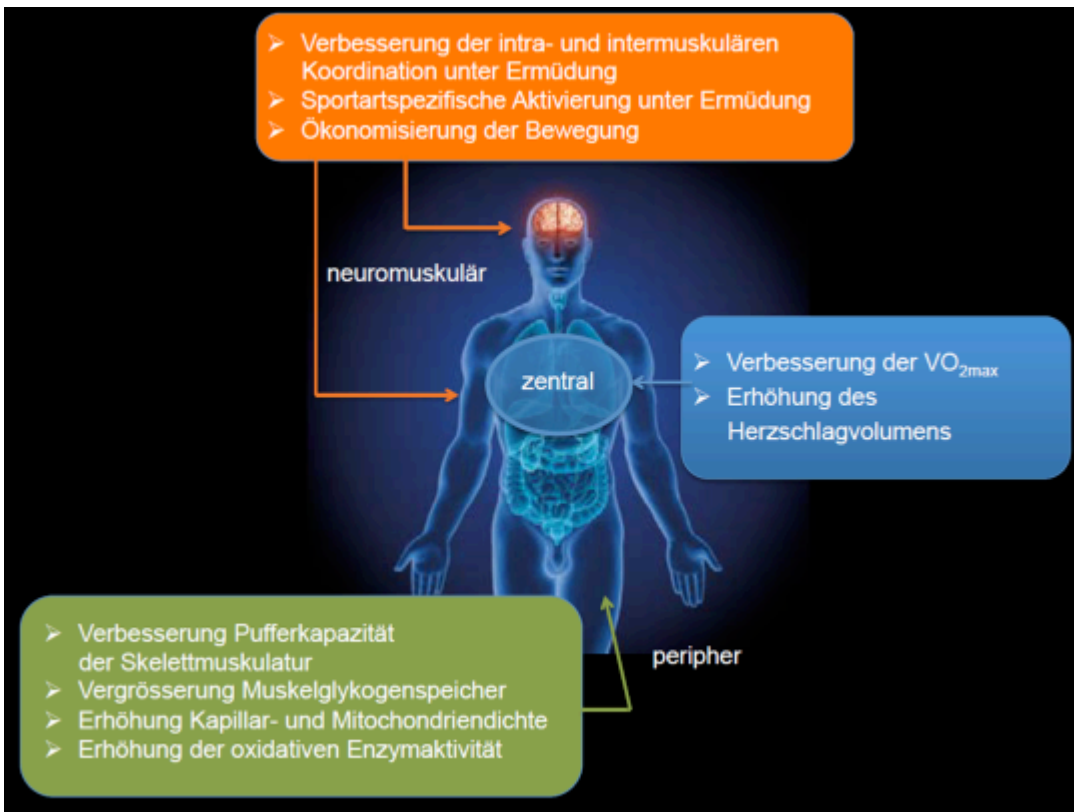 ➢ Verbesserung der intra- und intermuskulären
Koordination unter Ermüdung
➢ Sportartspezifische Aktivierung unter Ermüdung
➢ Ökonomisierung der Bewegung
neuromuskulär
zentral
➢ Verbesserung der VO2max
➢ Erhöhung des
Herzschlagvolumens
➢ Verbesserung Pufferkapazität
der Skelettmuskulatur
➢ Vergrösserung Muskelglykogenspeicher
➢ Erhöhung Kapillar- und Mitochondriendichte
➢ Erhöhung der oxidativen Enzymaktivität
peripher